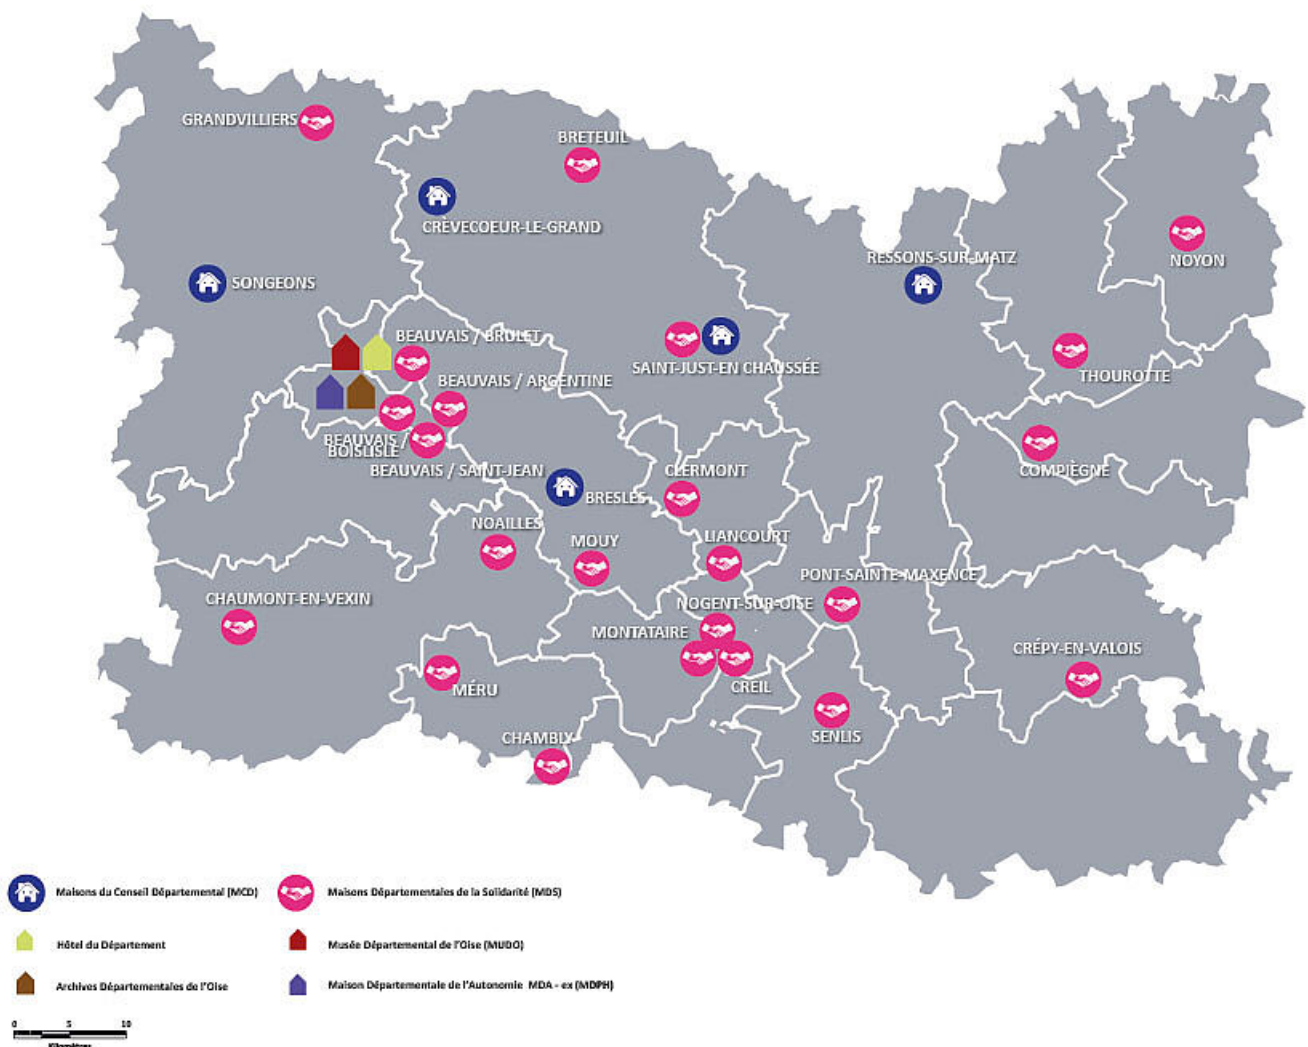 GRANDVILLIERS
BRETEUIL
CRÈVECOEUR-LE-GRAND
RESSONS-SUR-MATZ
NOYON
SONGEONS
BEAUVAIS / BRULET
SAINT-JUST-EN CHAUSSÉE
THOUROTTE
BEAUVAIS / ARGENTINE
BEAUVAIS /
BOISLISLE
BEAUVAIS / SAINT-JEAN
CLERMONT
COMPIÈGNE
BRESLES
NOAILLES
MOUY
LIANCOURT
PONT-SAINTE-MAXENCE
CHAUMONT-EN-VEXIN
NOGENT-SUR-OISE
MONTATAIRE
CRÉPY-EN-VALOIS
CREIL
MÉRU
SENLIS
CHAMBLY
Maisons du Conseil Départemental (MCD)
Maisons Départementales de la Solidarité (MDS)
Hôtel du Département
Musée Départemental de l'Oise (MUDO)
Archives Départementales de l'Oise
Maison Départementale de l'Autonomie MDA - ex (MDPH)
0 5 10
Kilomètres